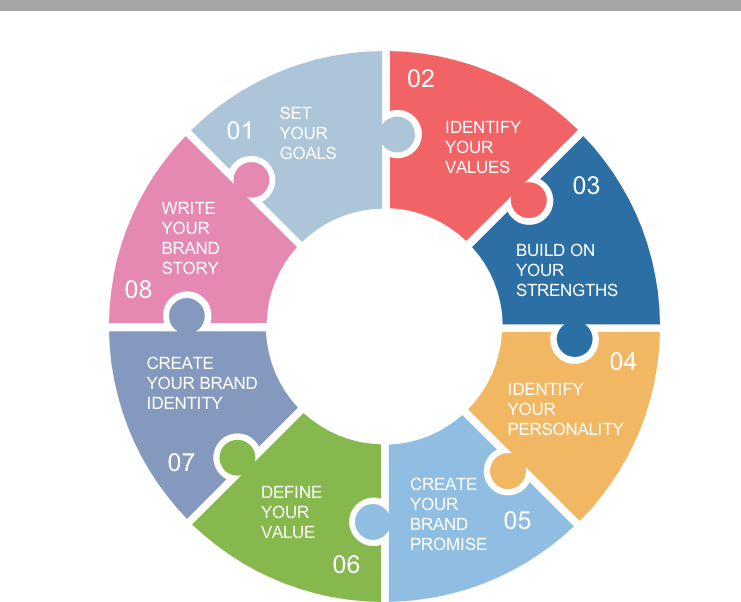 01
SET
YOUR
GOALS
02
IDENTIFY
YOUR
VALUES
03
BUILD ON
YOUR
STRENGTHS
04
IDENTIFY
YOUR
PERSONALITY
05
CREATE
YOUR
BRAND
PROMISE
06
DEFINE
YOUR
VALUE
07
CREATE
YOUR BRAND
IDENTITY
08
WRITE
YOUR
BRAND
STORY